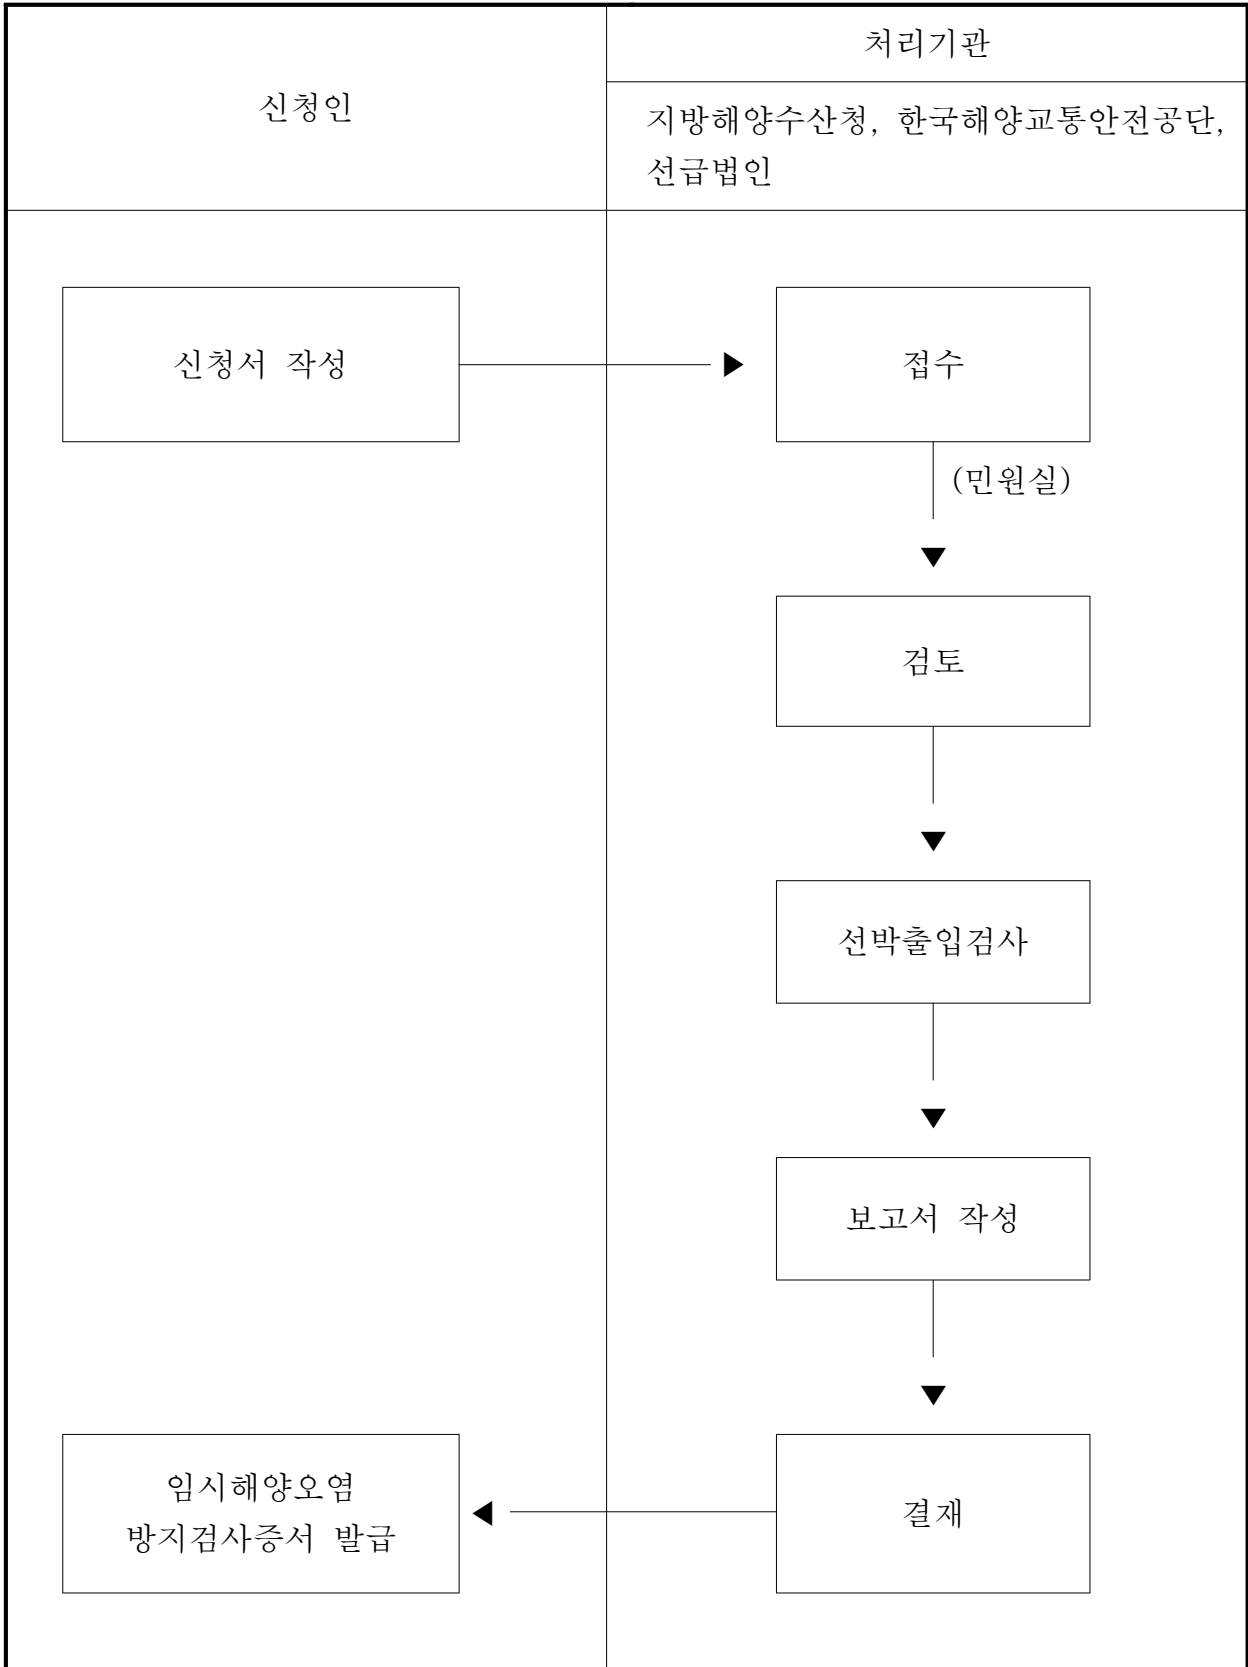 신청인
처리기관
지방해양수산청, 한국해양교통안전공단,
선급법인
신청서 작성
접수
(민원실)
검토
선박출입검사
보고서 작성
결재
임시해양오염
방지검사증서 발급